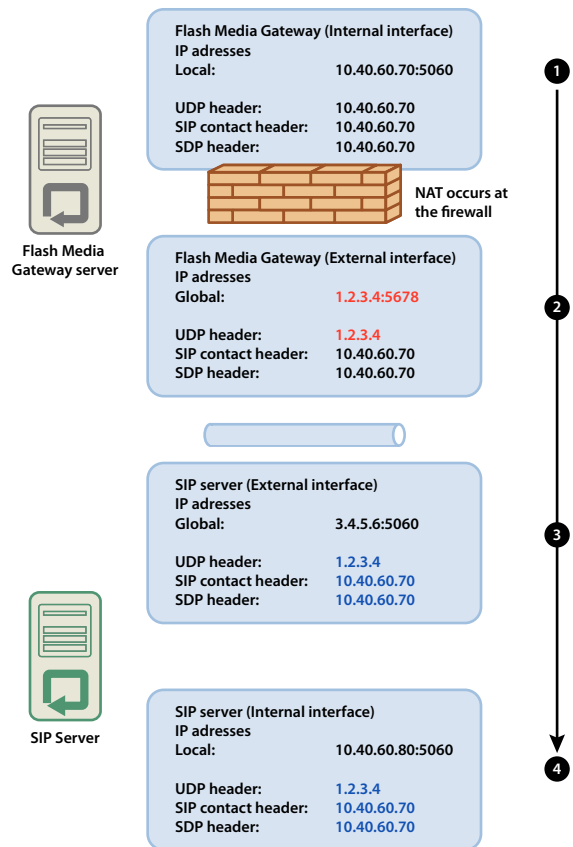 Flash Media Gateway (Internal interface)
IP adresses
Local: 10.40.60.70:5060
UDP header: 10.40.60.70
SIP contact header: 10.40.60.70
SDP header: 10.40.60.70
1
NAT occurs at
the firewall
Flash Media
Gateway server
Flash Media Gateway (External interface)
IP adresses
Global: 1.2.3.4:5678
UDP header: 1.2.3.4
SIP contact header: 10.40.60.70
SDP header: 10.40.60.70
2
SIP server (External interface)
IP adresses
Global: 3.4.5.6:5060
UDP header: 1.2.3.4
SIP contact header: 10.40.60.70
SDP header: 10.40.60.70
3
SIP Server
SIP server (Internal interface)
IP adresses
Local: 10.40.60.80:5060
UDP header: 1.2.3.4
SIP contact header: 10.40.60.70
SDP header: 10.40.60.70
4